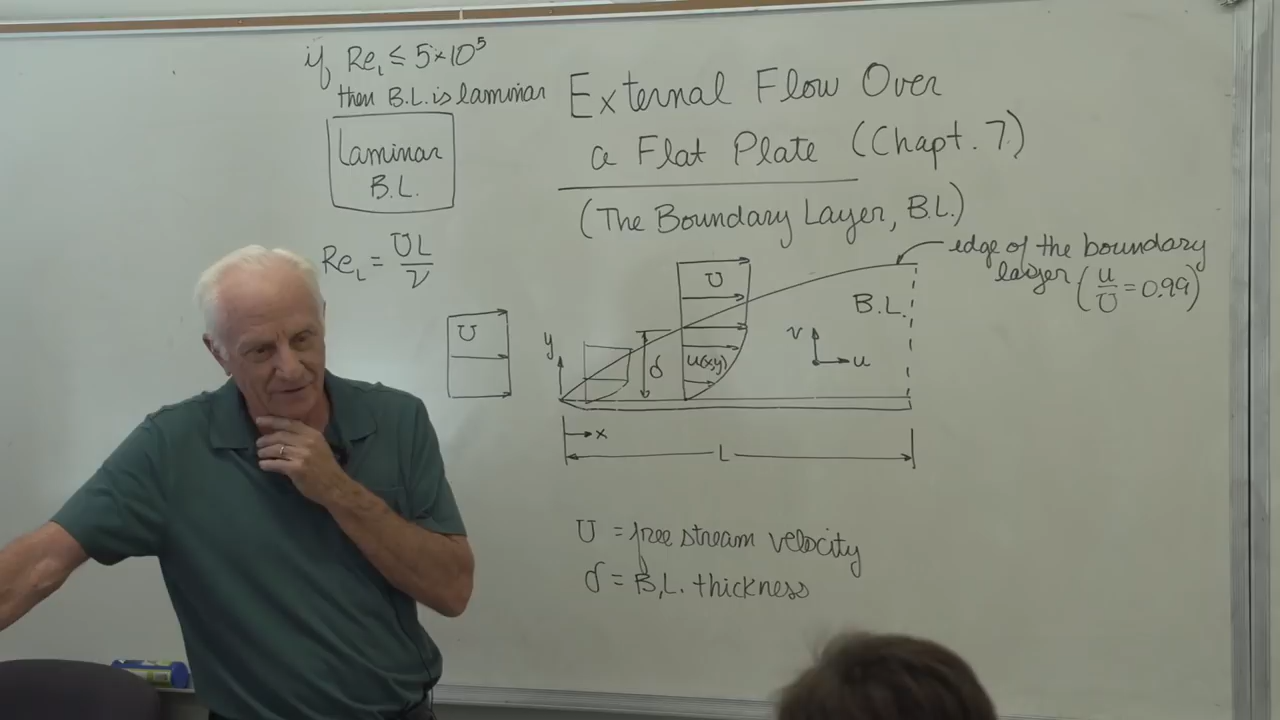 if Re_L ≤ 5×10^5
then B.L. is laminar
Laminar
B.L.
Re_L = UL/ν
External Flow Over
a Flat Plate (Chapt. 7)
(The Boundary Layer, B.L.)
edge of the boundary
layer (u/U = 0.99)
U
U
B.L.
y
δ
u(x,y)
v
u
x
L
U = free stream velocity
δ = B.L. thickness